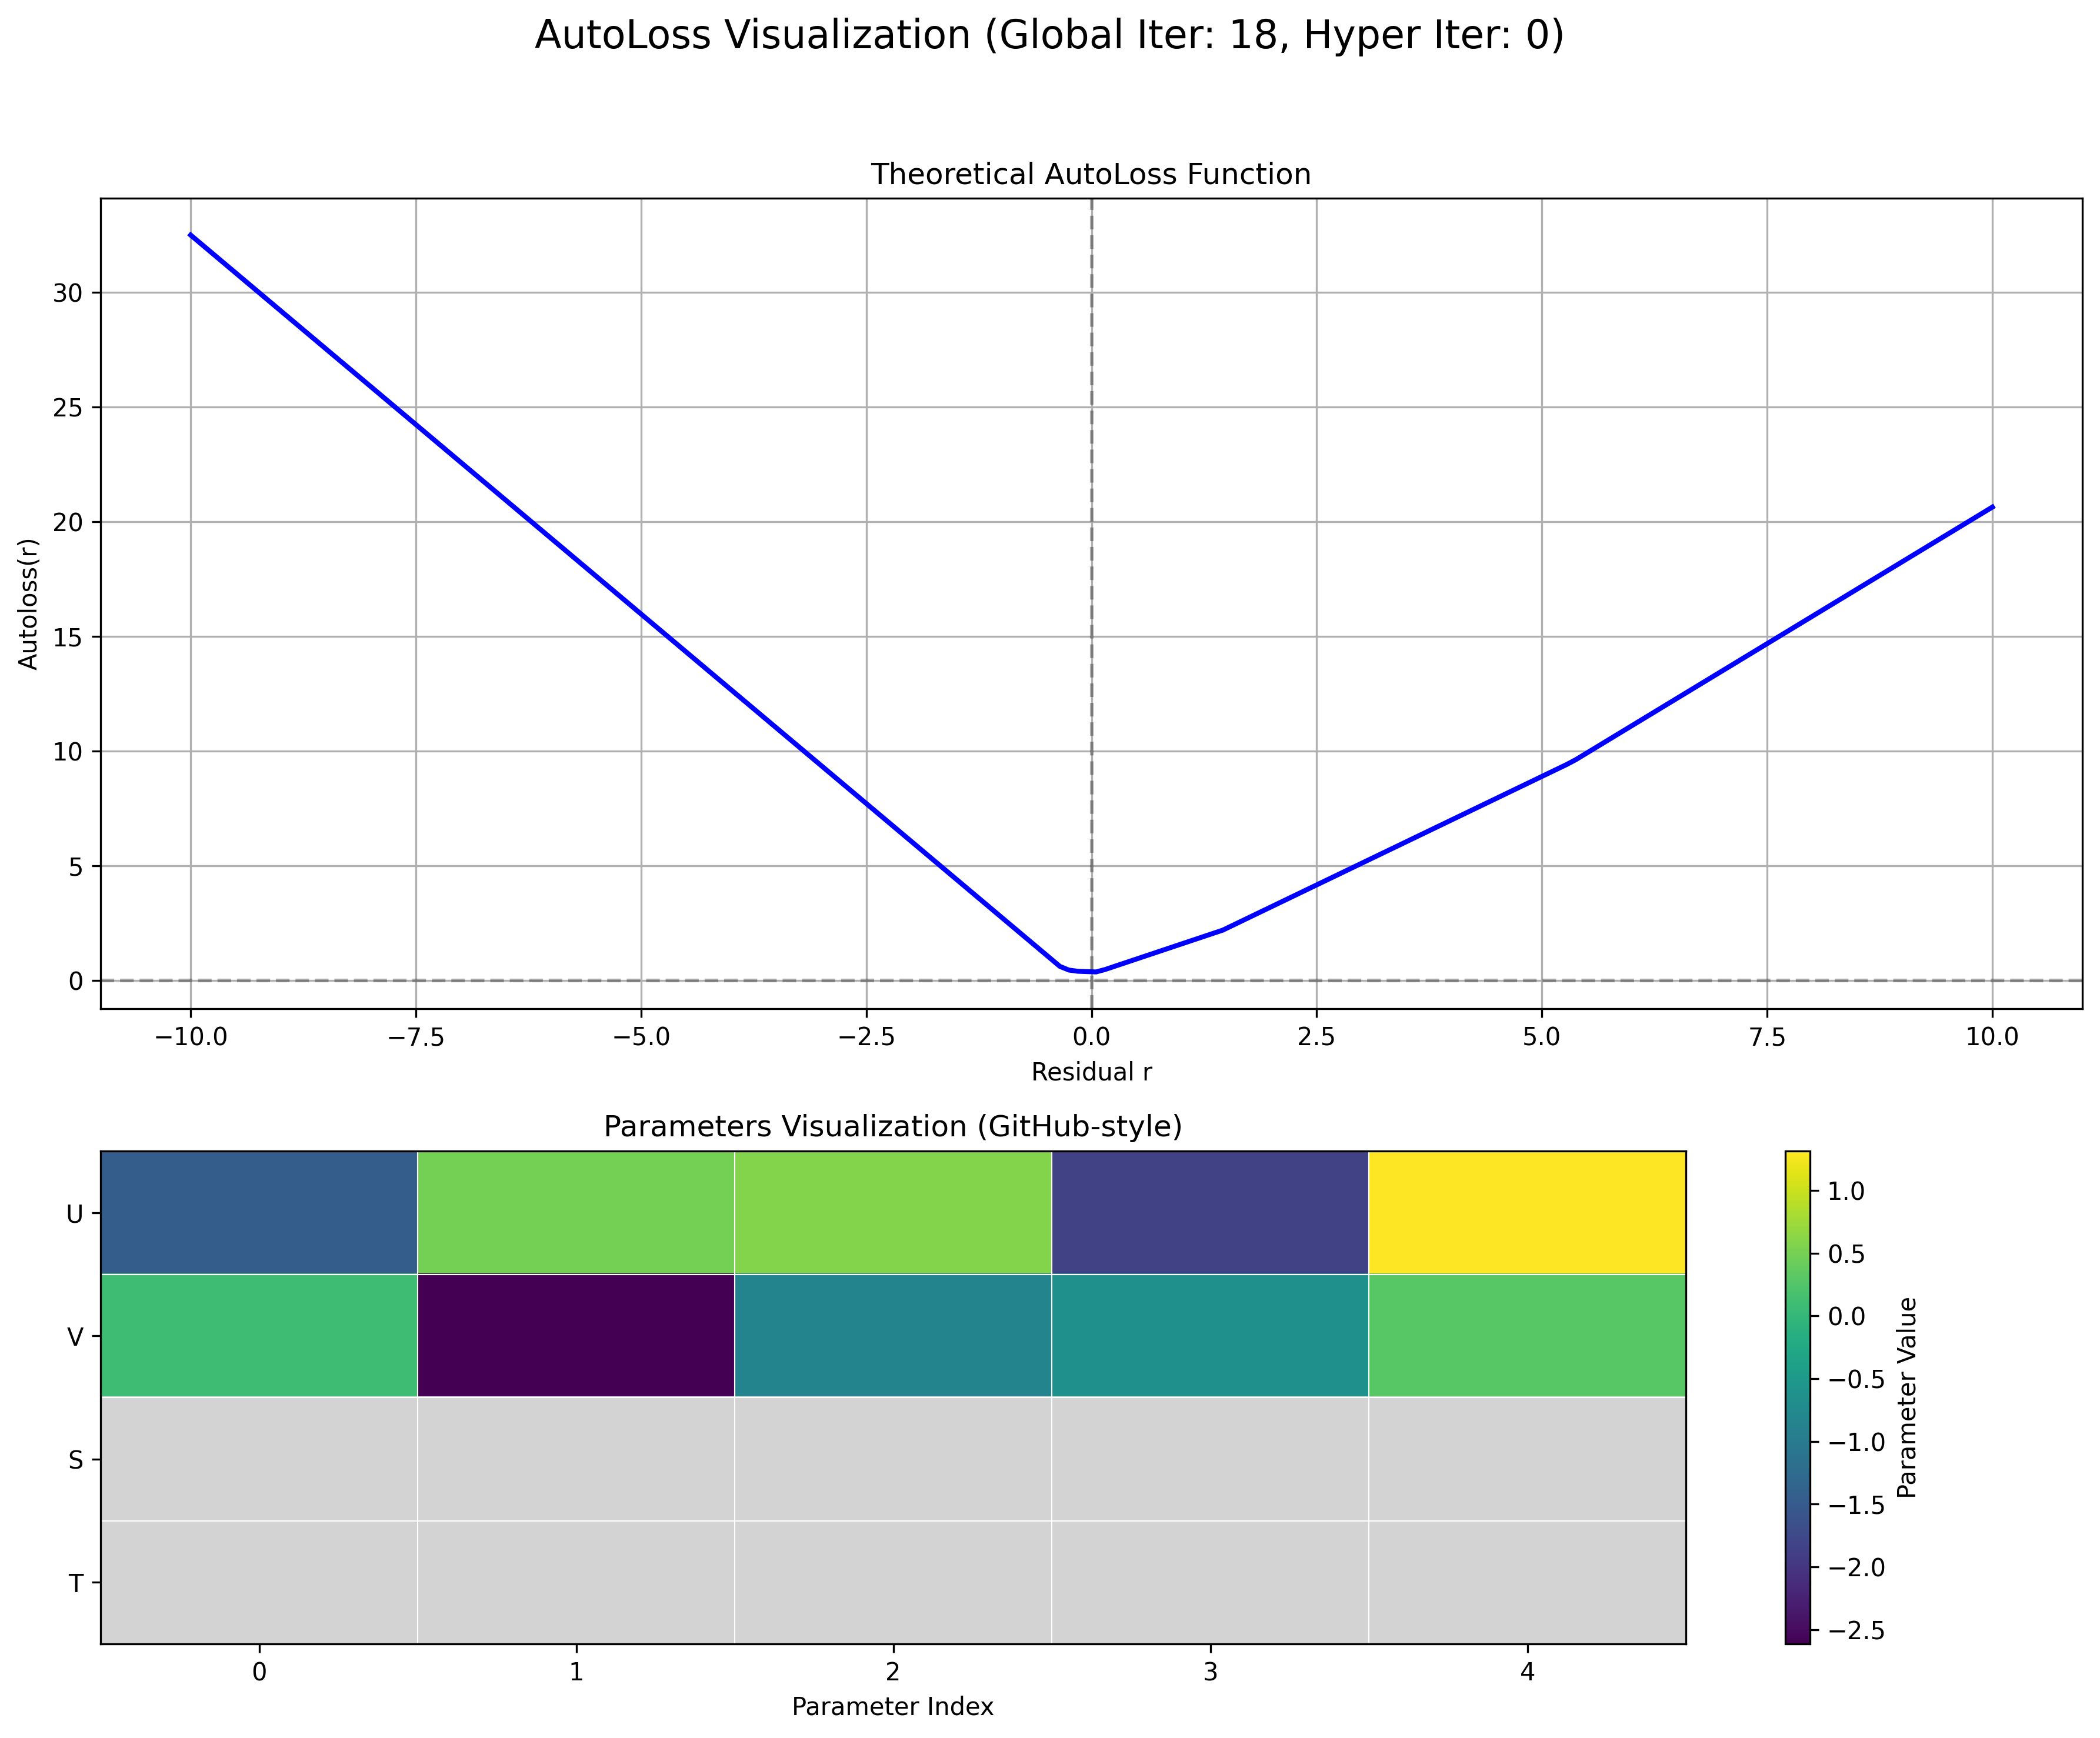 AutoLoss Visualization (Global Iter: 18, Hyper Iter: 0)
Theoretical AutoLoss Function
30
25
20
15
10
5
0
Autoloss(r)
−10.0 −7.5 −5.0 −2.5 0.0 2.5 5.0 7.5 10.0
Residual r
Parameters Visualization (GitHub-style)
U
V
S
T
0 1 2 3 4
Parameter Index
1.0
0.5
0.0
−0.5
−1.0
−1.5
−2.0
−2.5
Parameter Value